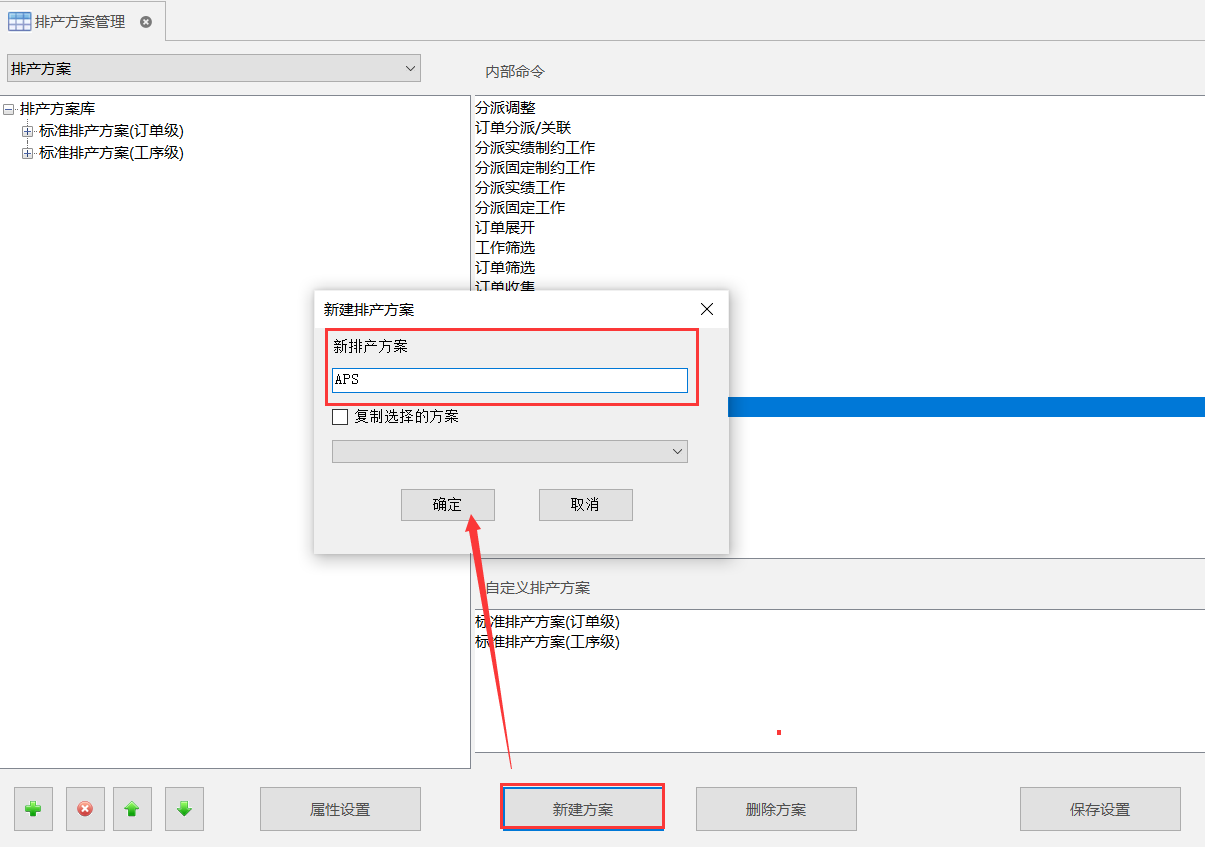 排产方案管理
排产方案
内部命令
排产方案库
标准排产方案(订单级)
标准排产方案(工序级)
分派调整
订单分派/关联
分派实绩制约工作
分派固定制约工作
分派实绩工作
分派固定工作
订单展开
工作筛选
订单筛选
订单收集
新建排产方案
新排产方案
APS
复制选择的方案
确定
取消
自定义排产方案
标准排产方案(订单级)
标准排产方案(工序级)
属性设置
新建方案
删除方案
保存设置